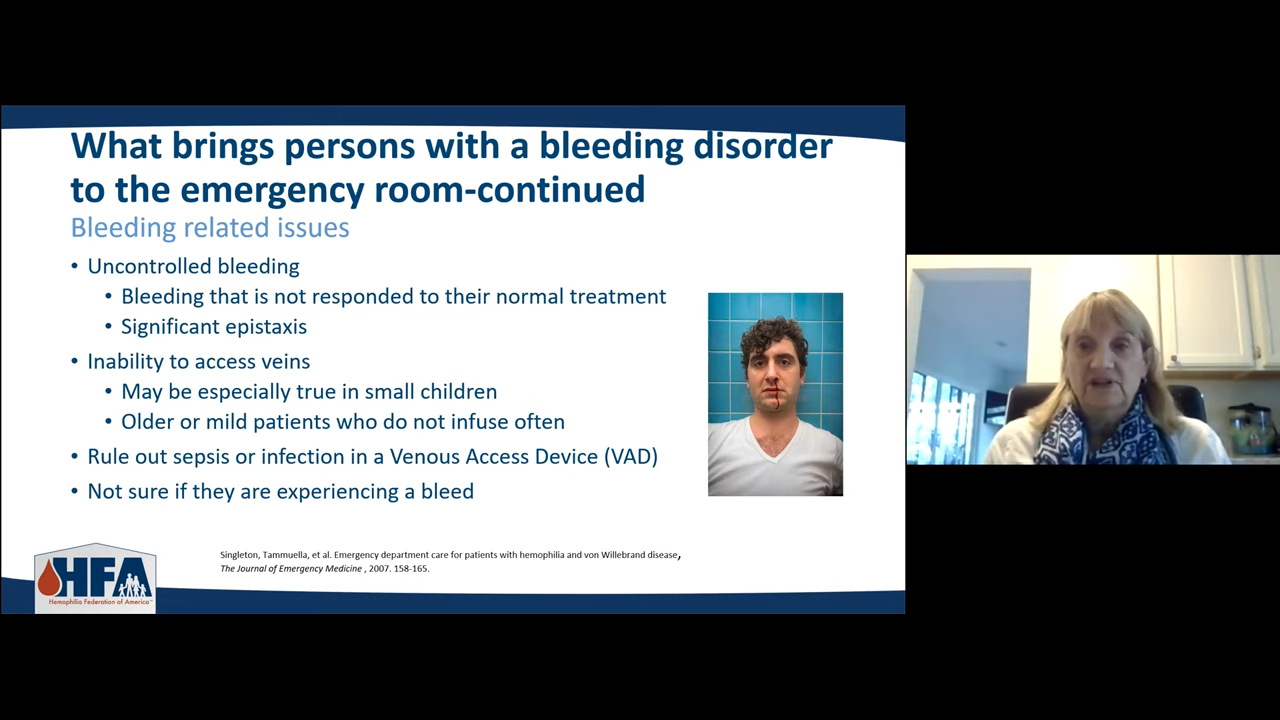 What brings persons with a bleeding disorder
to the emergency room-continued
Bleeding related issues
• Uncontrolled bleeding
• Bleeding that is not responded to their normal treatment
• Significant epistaxis
• Inability to access veins
• May be especially true in small children
• Older or mild patients who do not infuse often
• Rule out sepsis or infection in a Venous Access Device (VAD)
• Not sure if they are experiencing a bleed
Singleton, Tammuella, et al. Emergency department care for patients with hemophilia and von Willebrand disease,
The Journal of Emergency Medicine , 2007. 158-165.
HFA
Hemophilia Federation of America